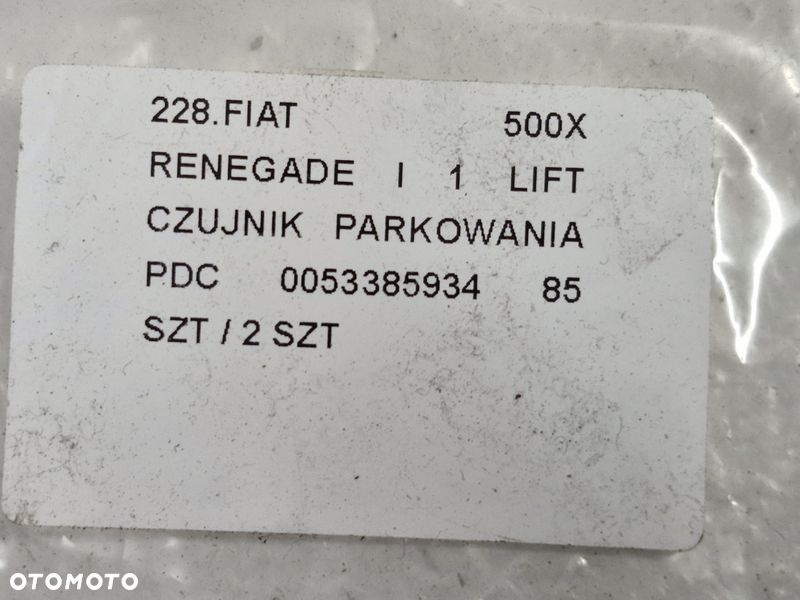 228.FIAT 500X
RENEGADE I 1 LIFT
CZUJNIK PARKOWANIA
PDC 0053385934 85
SZT / 2 SZT
OTOMOTO